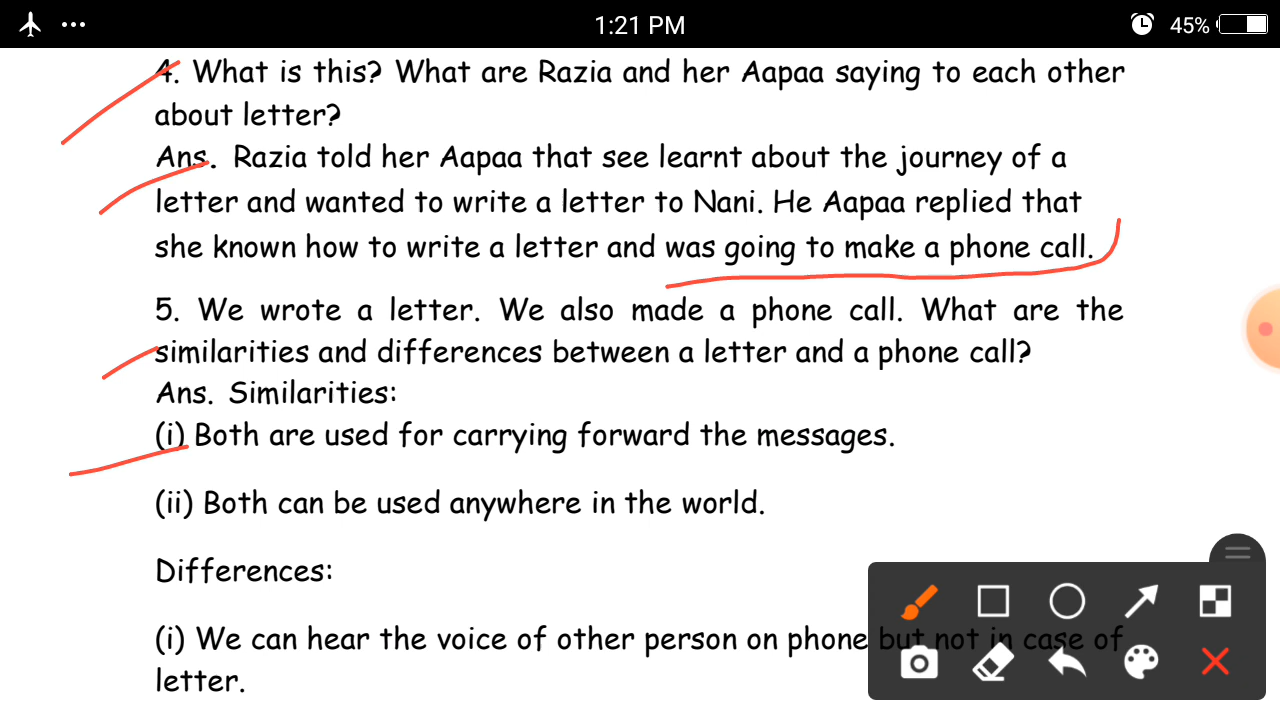 1:21 PM
45%
4. What is this? What are Razia and her Aapaa saying to each other
about letter?
Ans. Razia told her Aapaa that see learnt about the journey of a
letter and wanted to write a letter to Nani. He Aapaa replied that
she known how to write a letter and was going to make a phone call.
5. We wrote a letter. We also made a phone call. What are the
similarities and differences between a letter and a phone call?
Ans. Similarities:
(i) Both are used for carrying forward the messages.
(ii) Both can be used anywhere in the world.
Differences:
(i) We can hear the voice of other person on phone but not in case of
letter.